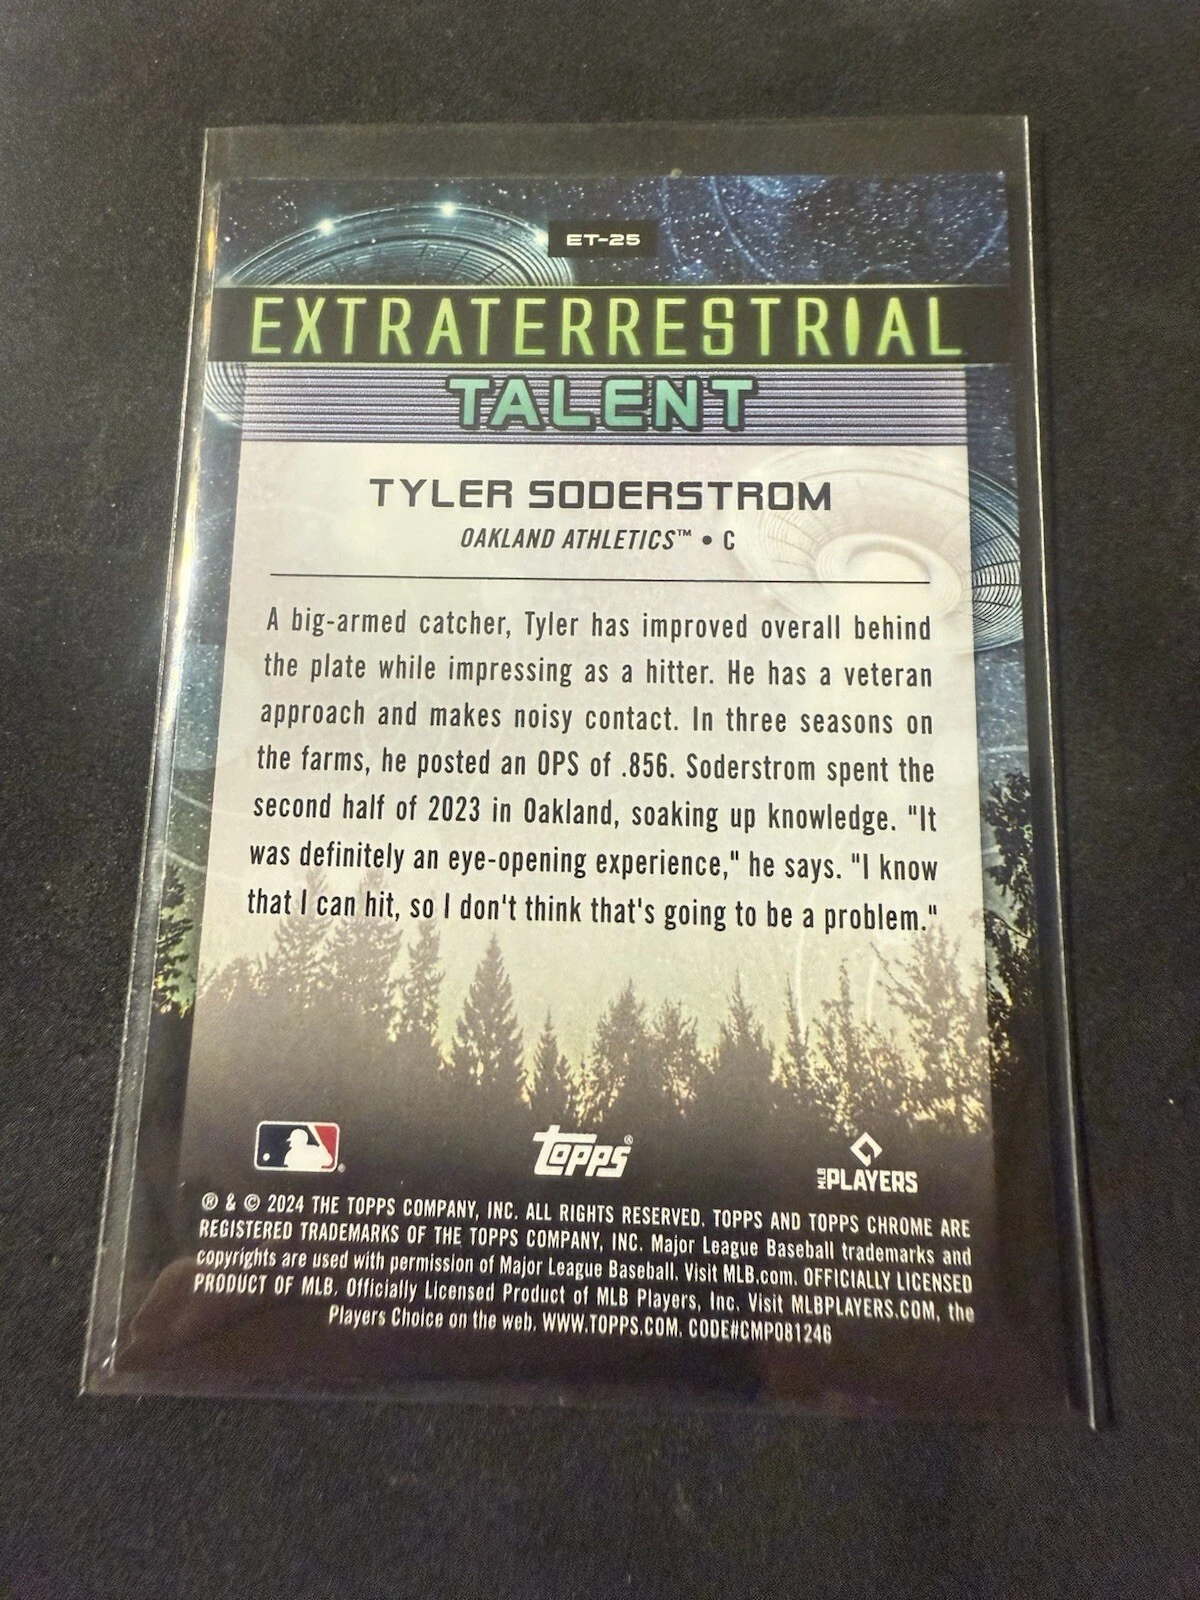 ET-25
EXTRATERRESTRIAL
TALENT
TYLER SODERSTROM
OAKLAND ATHLETICS™ • C
A big-armed catcher, Tyler has improved overall behind
the plate while impressing as a hitter. He has a veteran
approach and makes noisy contact. In three seasons on
the farms, he posted an OPS of .856. Soderstrom spent the
second half of 2023 in Oakland, soaking up knowledge. "It
was definitely an eye-opening experience," he says. "I know
that I can hit, so I don't think that's going to be a problem."
®
topps®
MLB PLAYERS
® & © 2024 THE TOPPS COMPANY, INC. ALL RIGHTS RESERVED. TOPPS AND TOPPS CHROME ARE
REGISTERED TRADEMARKS OF THE TOPPS COMPANY, INC. Major League Baseball trademarks and
copyrights are used with permission of Major League Baseball. Visit MLB.com. OFFICIALLY LICENSED
PRODUCT OF MLB. Officially Licensed Product of MLB Players, Inc. Visit MLBPLAYERS.COM, the
Players Choice on the web. WWW.TOPPS.COM. CODE#CMP081246